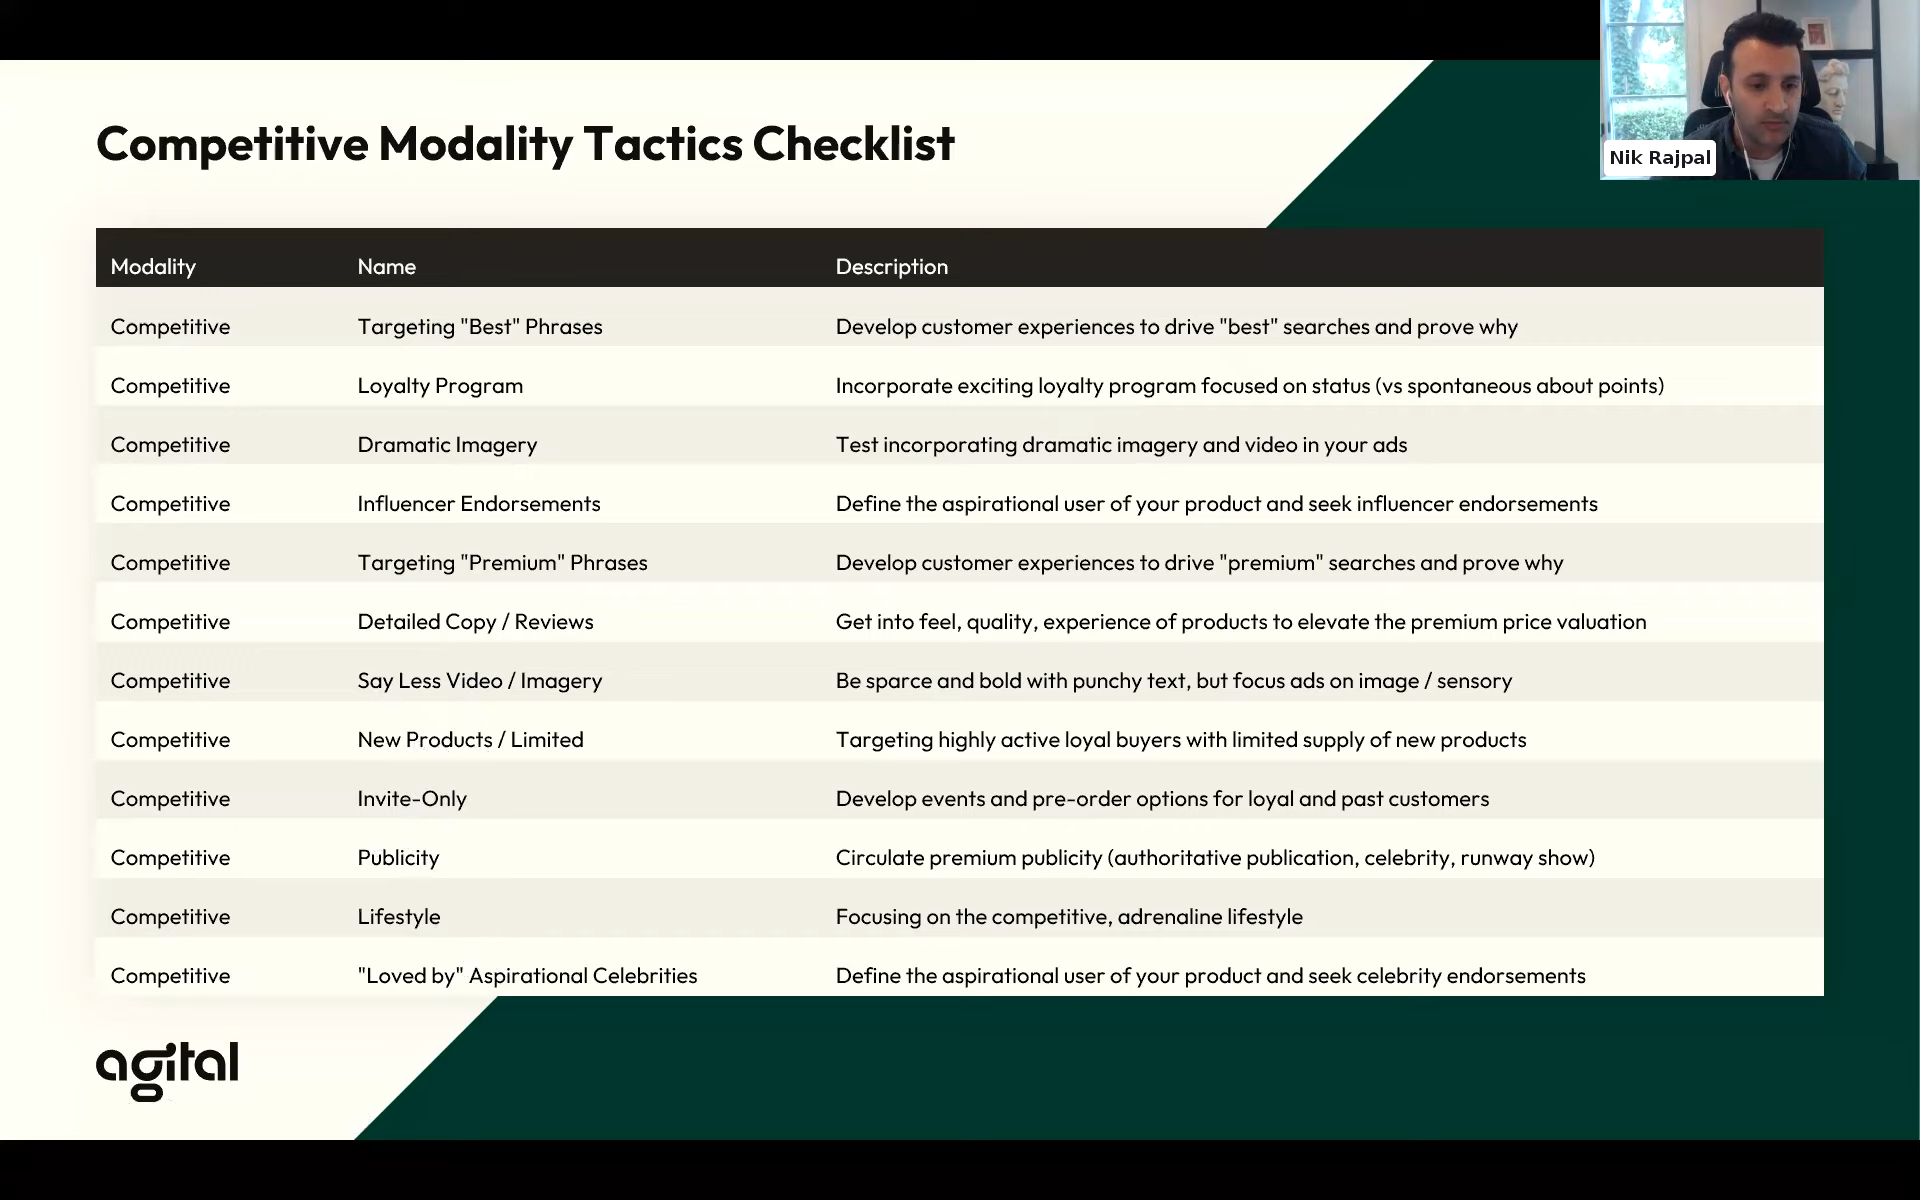 Nik Rajpal
Competitive Modality Tactics Checklist
Modality Name Description
Competitive Targeting "Best" Phrases Develop customer experiences to drive "best" searches and prove why
Competitive Loyalty Program Incorporate exciting loyalty program focused on status (vs spontaneous about points)
Competitive Dramatic Imagery Test incorporating dramatic imagery and video in your ads
Competitive Influencer Endorsements Define the aspirational user of your product and seek influencer endorsements
Competitive Targeting "Premium" Phrases Develop customer experiences to drive "premium" searches and prove why
Competitive Detailed Copy / Reviews Get into feel, quality, experience of products to elevate the premium price valuation
Competitive Say Less Video / Imagery Be sparce and bold with punchy text, but focus ads on image / sensory
Competitive New Products / Limited Targeting highly active loyal buyers with limited supply of new products
Competitive Invite-Only Develop events and pre-order options for loyal and past customers
Competitive Publicity Circulate premium publicity (authoritative publication, celebrity, runway show)
Competitive Lifestyle Focusing on the competitive, adrenaline lifestyle
Competitive "Loved by" Aspirational Celebrities Define the aspirational user of your product and seek celebrity endorsements
agital